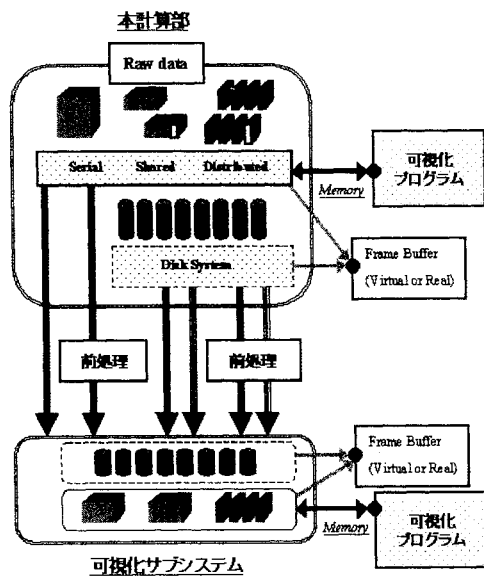 本計算部
Raw data
Serial Shared Distributed
Memory
可視化
プログラム
Disk System
Frame Buffer
(Virtual or Real)
前処理
前処理
Frame Buffer
(Virtual or Real)
Memory
可視化
プログラム
可視化サブシステム